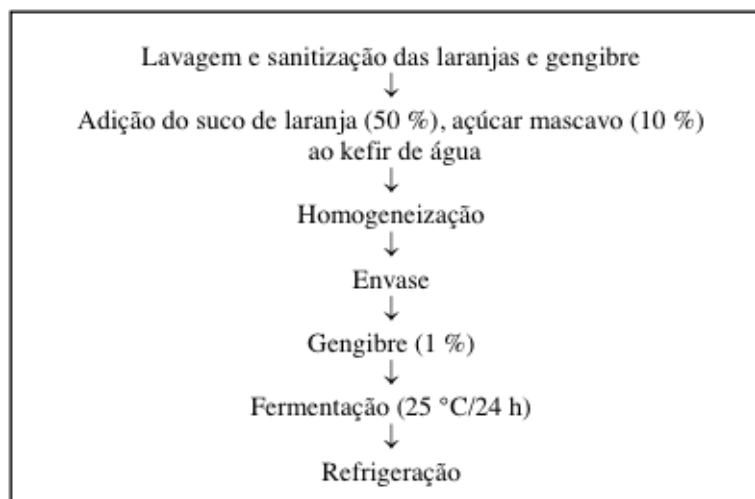 Lavagem e sanitização das laranjas e gengibre
↓
Adição do suco de laranja (50 %), açúcar mascavo (10 %)
ao kefir de água
↓
Homogeneização
↓
Envase
↓
Gengibre (1 %)
↓
Fermentação (25 °C/24 h)
↓
Refrigeração